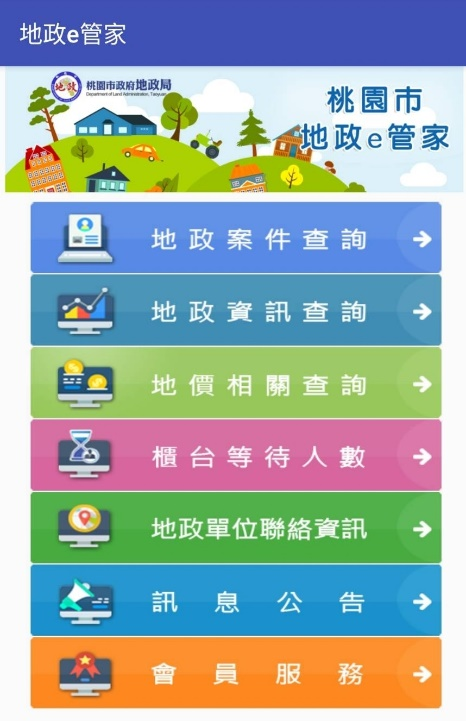 地政e管家
地政
桃園市政府地政局
Department of Land Administration, Taoyuan
桃園市
地政e管家
地政案件查詢
地政資訊查詢
地價相關查詢
櫃台等待人數
地政單位聯絡資訊
訊息公告
會員服務